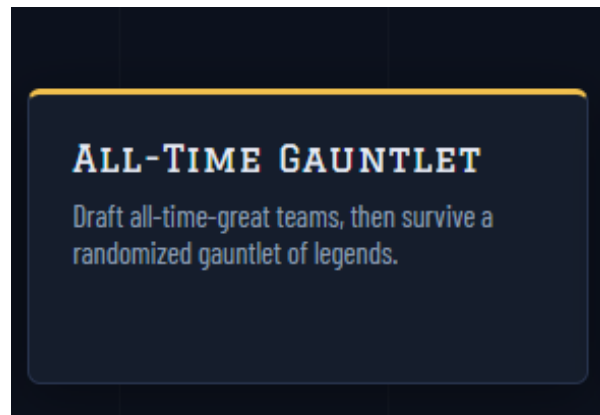 All-Time Gauntlet
Draft all-time-great teams, then survive a
randomized gauntlet of legends.